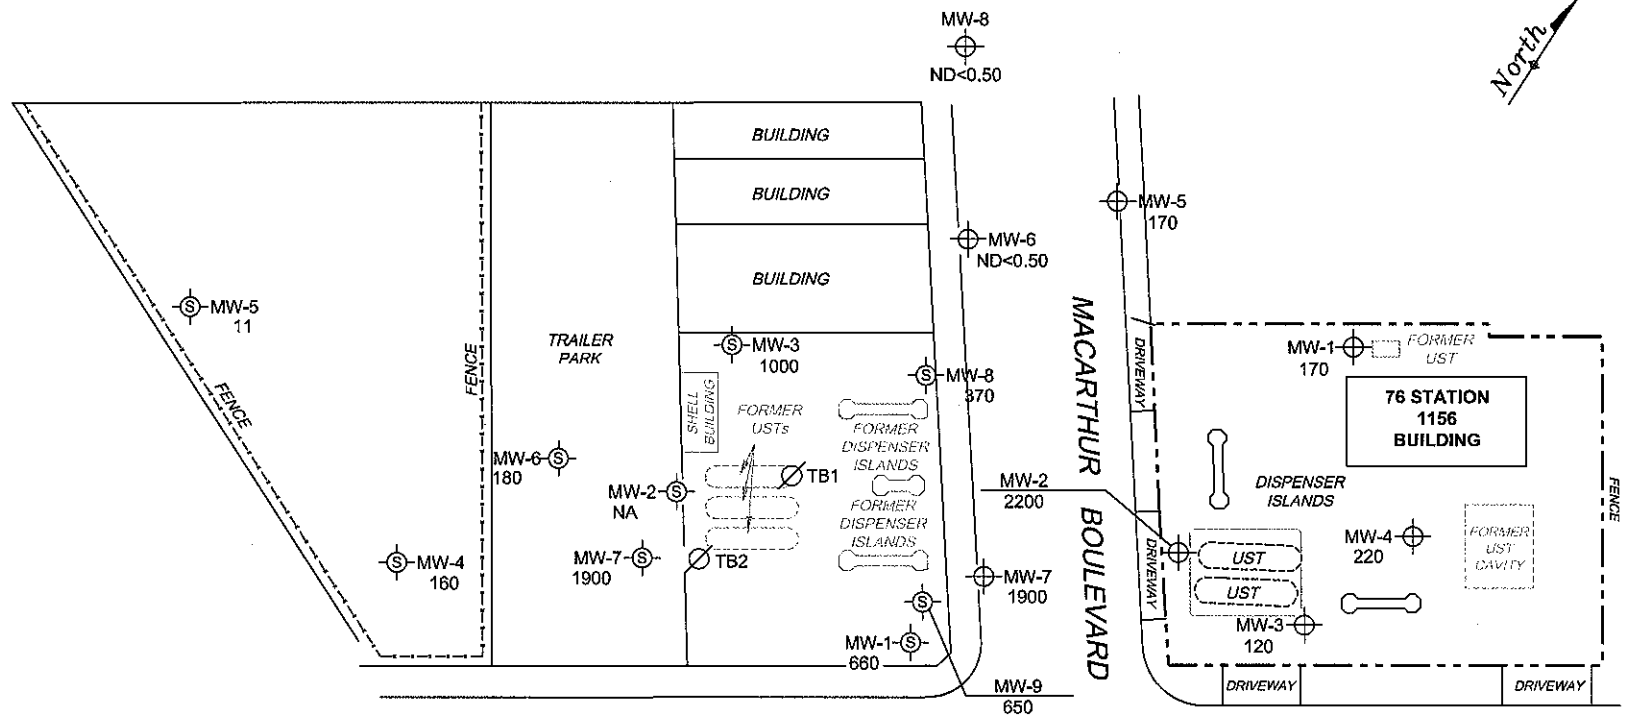 MW-8
ND<0.50
North
BUILDING
BUILDING
BUILDING
MW-5
170
MW-6
ND<0.50
S
MW-5
11
TRAILER
PARK
FENCE
FENCE
S
MW-3
1000
S
MW-8
370
SHELL
BUILDING
FORMER
USTs
FORMER
DISPENSER
ISLANDS
FORMER
DISPENSER
ISLANDS
MW-6
180
S
MW-2
NA
S
TB1
TB2
S
MW-4
160
MW-7
1900
S
MW-7
1900
S
MW-1
660
S
MW-9
650
MACARTHUR BOULEVARD
MW-2
2200
DRIVEWAY
DRIVEWAY
MW-1
170
FORMER
UST
76 STATION
1156
BUILDING
DISPENSER
ISLANDS
FENCE
MW-4
220
FORMER
UST
CAVITY
UST
UST
MW-3
120
DRIVEWAY
DRIVEWAY